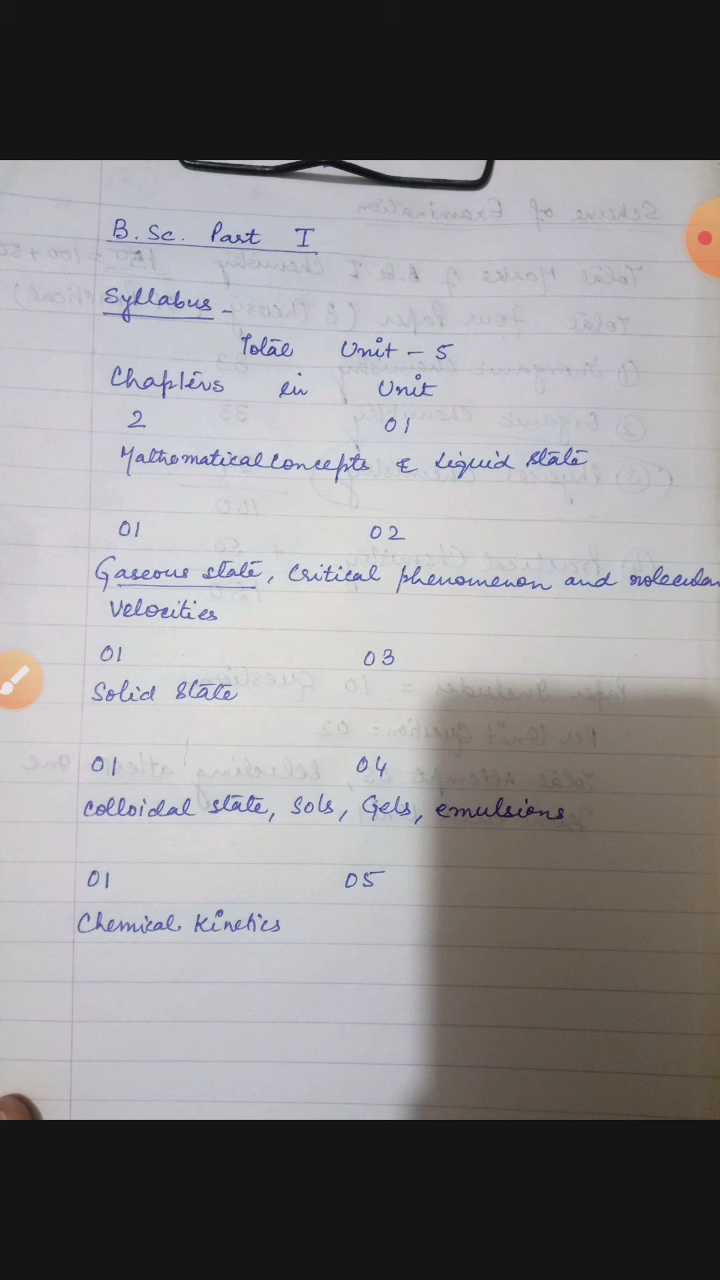 B.Sc. Part I
Syllabus -
Total Unit - 5
Chapters in Unit
2 01
Mathematical concepts & Liquid state
01 02
Gaseous state, Critical phenomenon and molecular
velocities
01 03
Solid State
01 04
Colloidal state, Sols, Gels, emulsions
01 05
Chemical Kinetics